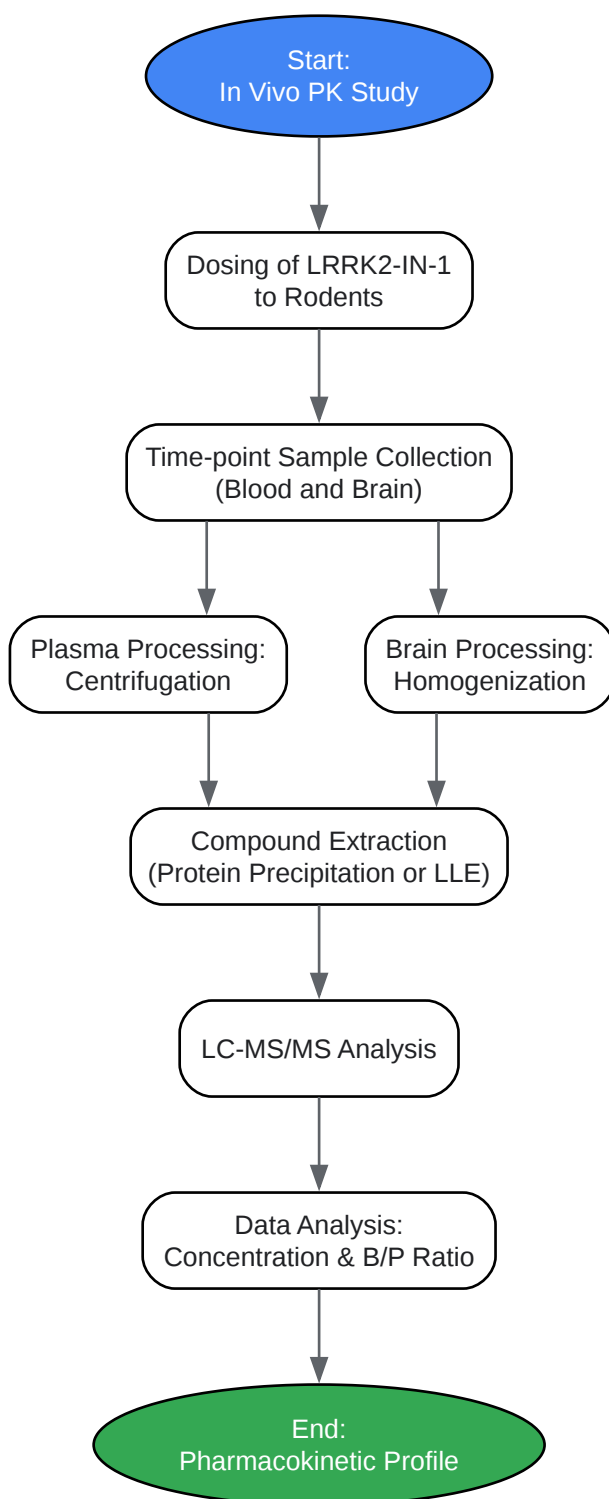 Start:
In Vivo PK Study
Dosing of LRRK2-IN-1
to Rodents
Time-point Sample Collection
(Blood and Brain)
Plasma Processing:
Centrifugation
Brain Processing:
Homogenization
Compound Extraction
(Protein Precipitation or LLE)
LC-MS/MS Analysis
Data Analysis:
Concentration & B/P Ratio
End:
Pharmacokinetic Profile